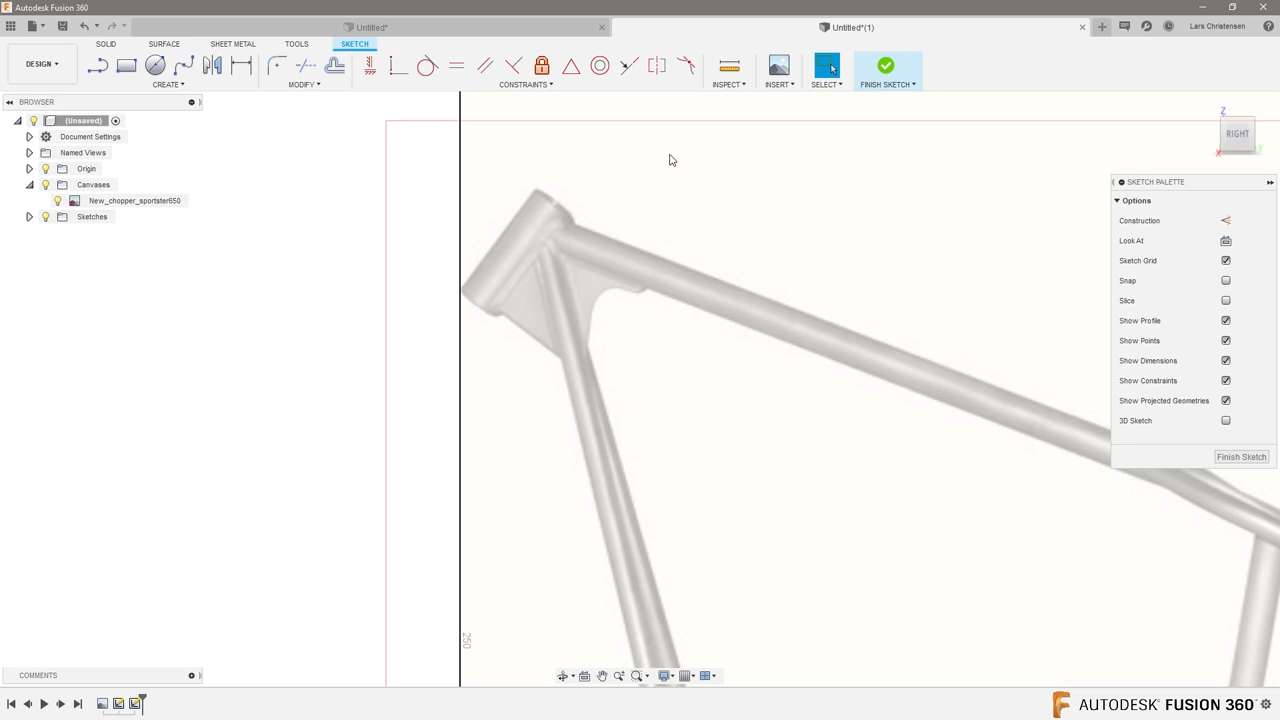 Autodesk Fusion 360
Untitled*
Untitled*(1)
Lars Christensen
DESIGN
SOLID
SURFACE
SHEET METAL
TOOLS
SKETCH
CREATE
MODIFY
CONSTRAINTS
INSPECT
INSERT
SELECT
FINISH SKETCH
BROWSER
(Unsaved)
Document Settings
Named Views
Origin
Canvases
New_chopper_sportster650
Sketches
Z
RIGHT
X
Y
SKETCH PALETTE
Options
Construction
Look At
Sketch Grid
Snap
Slice
Show Profile
Show Points
Show Dimensions
Show Constraints
Show Projected Geometries
3D Sketch
Finish Sketch
250
COMMENTS
AUTODESK® FUSION 360™